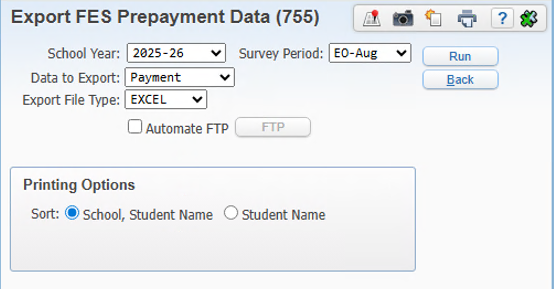 Export FES Prepayment Data (755)
?
School Year: 2025-26 Survey Period: EO-Aug Run
Data to Export: Payment Back
Export File Type: EXCEL
Automate FTP FTP
Printing Options
Sort: School, Student Name Student Name